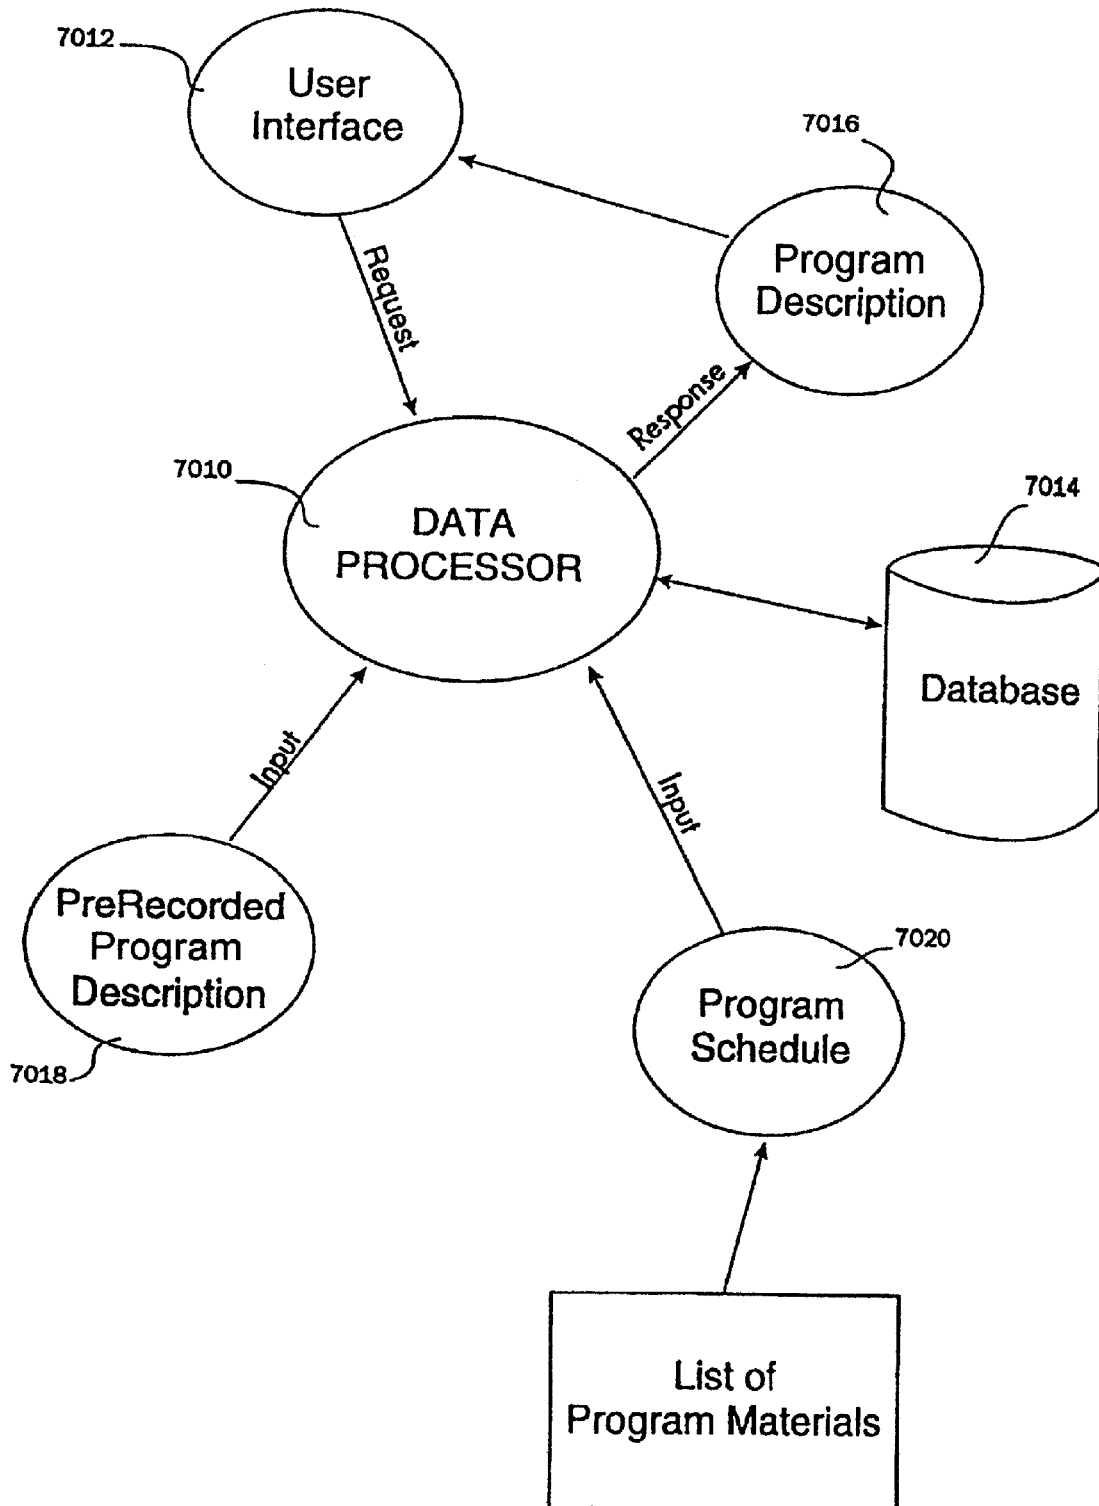 7012
User
Interface
7016
Program
Description
Request
Response
7010
DATA
PROCESSOR
7014
Database
Input
Input
PreRecorded
Program
Description
7018
7020
Program
Schedule
List of
Program Materials